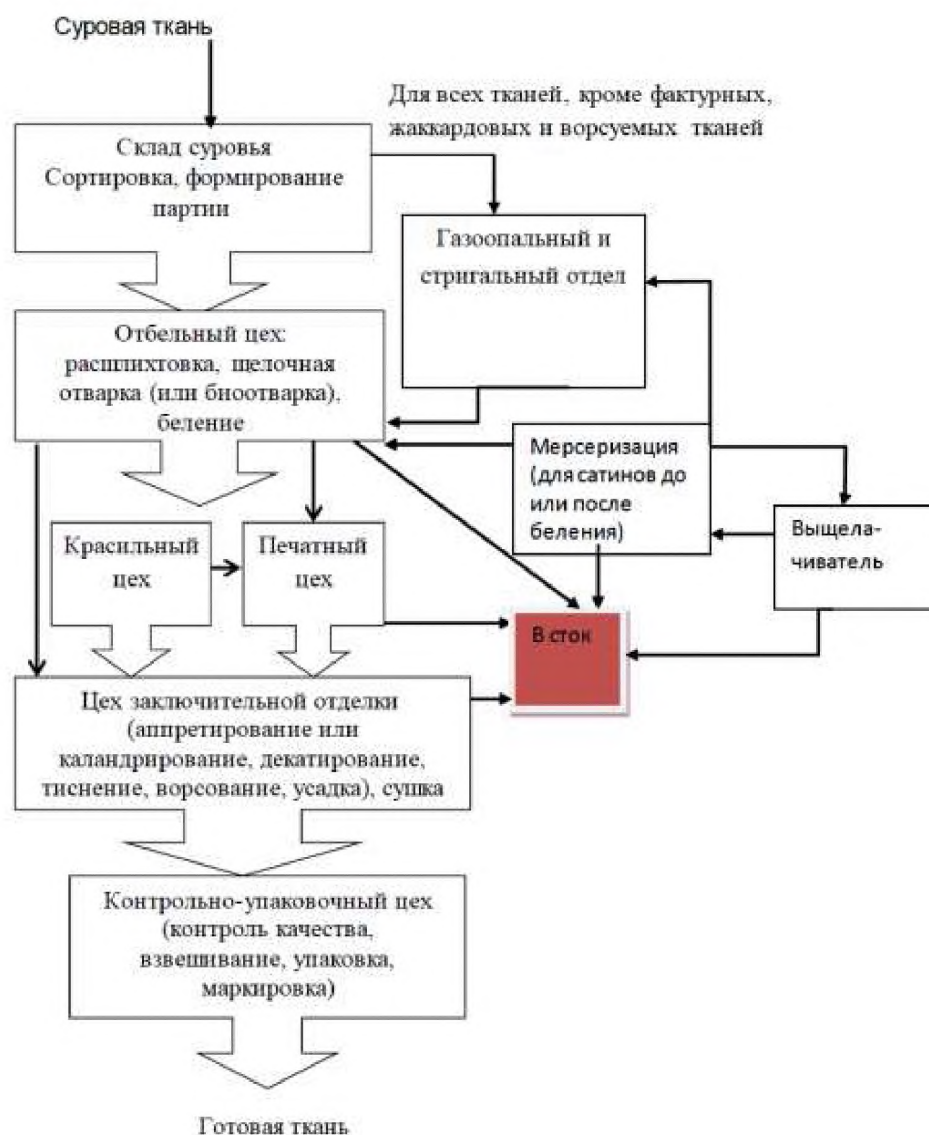 Суровая ткань
Для всех тканей, кроме фактурных,
жаккардовых и ворсуемых тканей
Склад суровья
Сортировка, формирование
партии
Газоопальный и
стригальный отдел
Отбельный цех:
расшлихтовка, щелочная
отварка (или биоотварка),
беление
Мерсеризация
(для сатинов до
или после
беления)
Выщела-
чиватель
Красильный
цех
Печатный
цех
В сток
Цех заключительной отделки
(аппретирование или
каландрирование, декатирование,
тиснение, ворсование, усадка), сушка
Контрольно-упаковочный цех
(контроль качества,
взвешивание, упаковка,
маркировка)
Готовая ткань